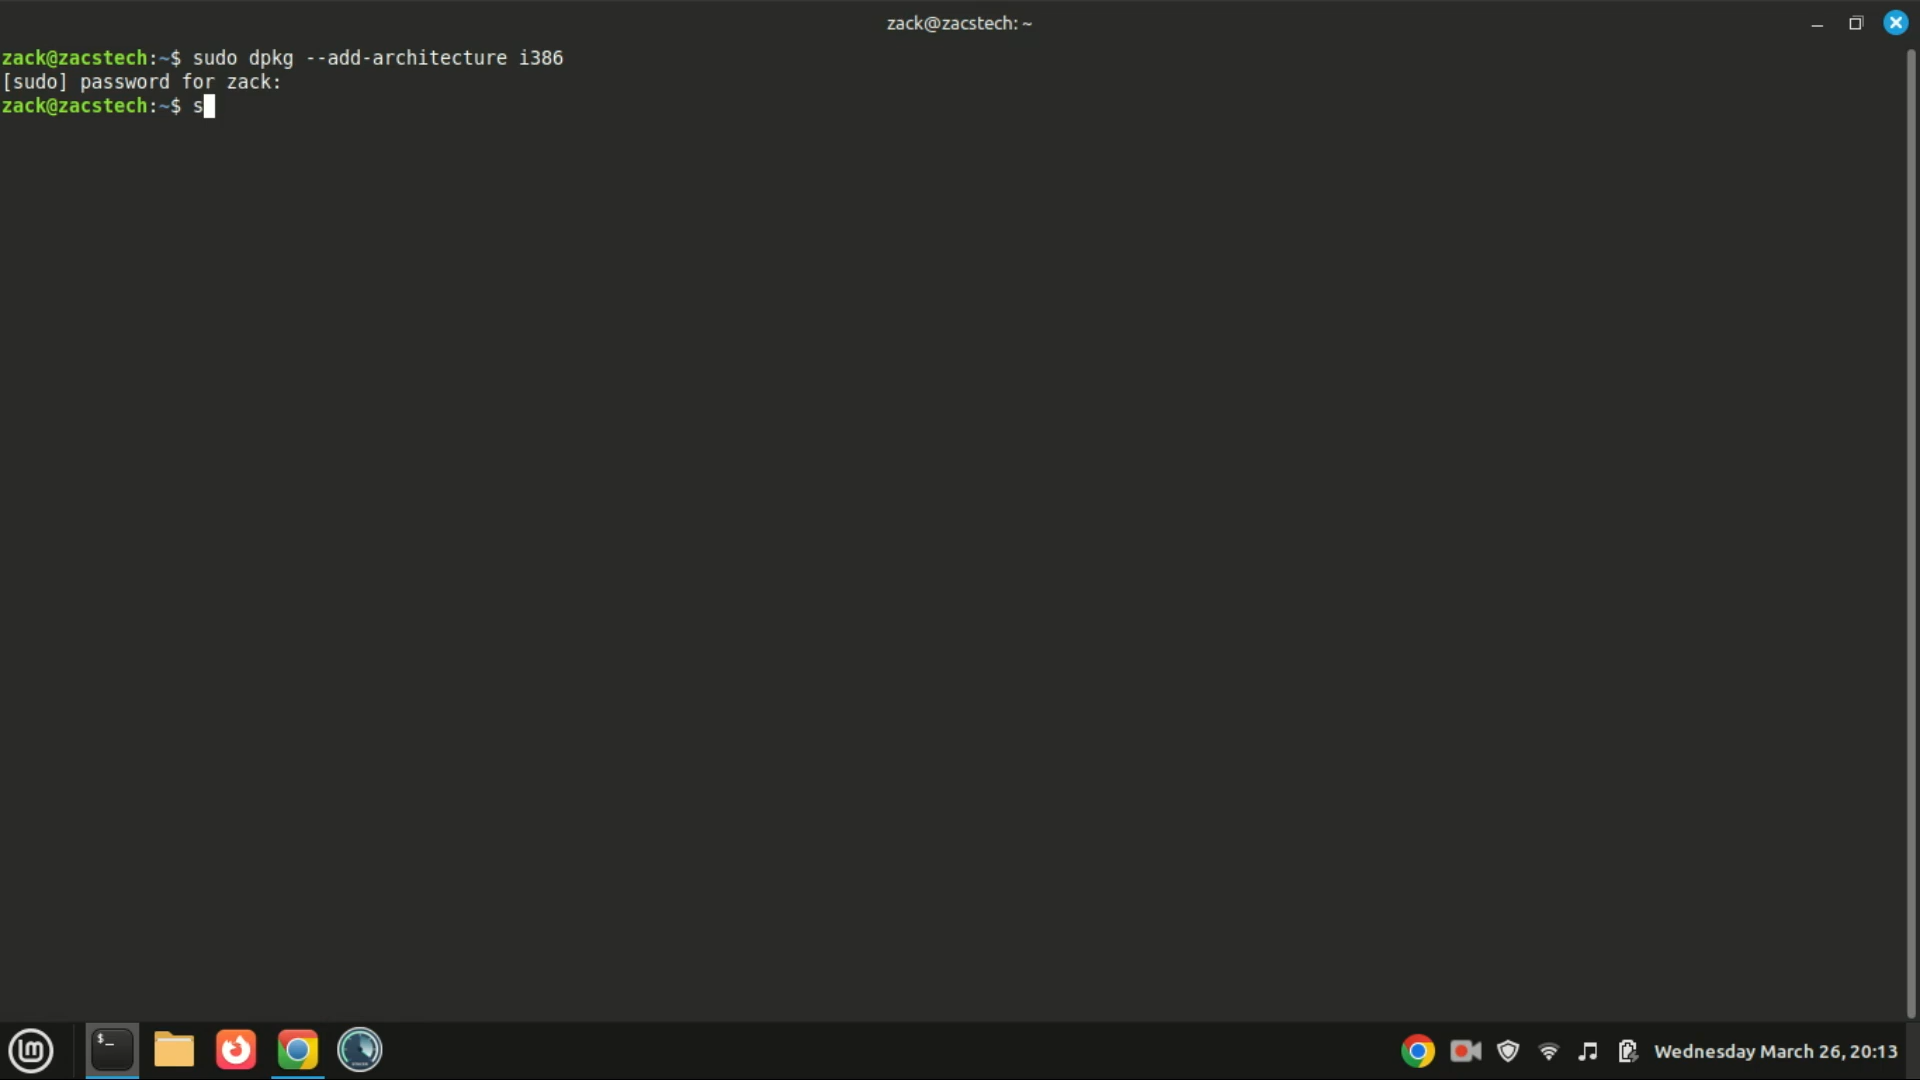 zack@zacstech: ~
zack@zacstech:~$ sudo dpkg --add-architecture i386
[sudo] password for zack:
zack@zacstech:~$ s
$_
lm
Wednesday March 26, 20:13